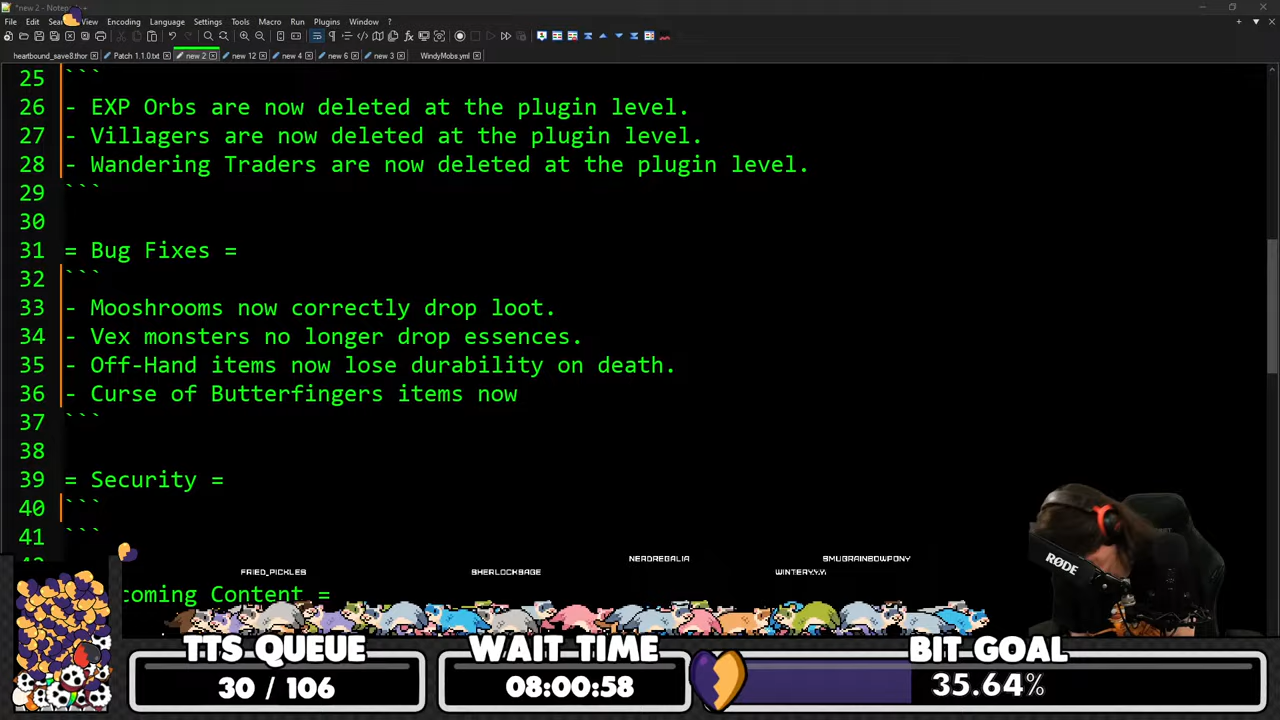 *new 2 - Notepad++
File Edit View Encoding Language Settings Tools Macro Run Plugins Window ?
heartbound_save8.thor Patch 1.1.0.txt new 2 new 12 new 4 new 6 new 3 WindyMobs.yml
25 ```
26 - EXP Orbs are now deleted at the plugin level.
27 - Villagers are now deleted at the plugin level.
28 - Wandering Traders are now deleted at the plugin level.
29 ```
30
31 = Bug Fixes =
32 ```
33 - Mooshrooms now correctly drop loot.
34 - Vex monsters no longer drop essences.
35 - Off-Hand items now lose durability on death.
36 - Curse of Butterfingers items now
37 ```
38
39 = Security =
40 ```
41 ```
coming Content =
NERDREGALIA SMUGRAINBOWPONY
FRIED_PICKLES SHERLOCKBAGE
RØDE
TTS QUEUE WAIT TIME BIT GOAL
30 / 106 08:00:58 35.64%